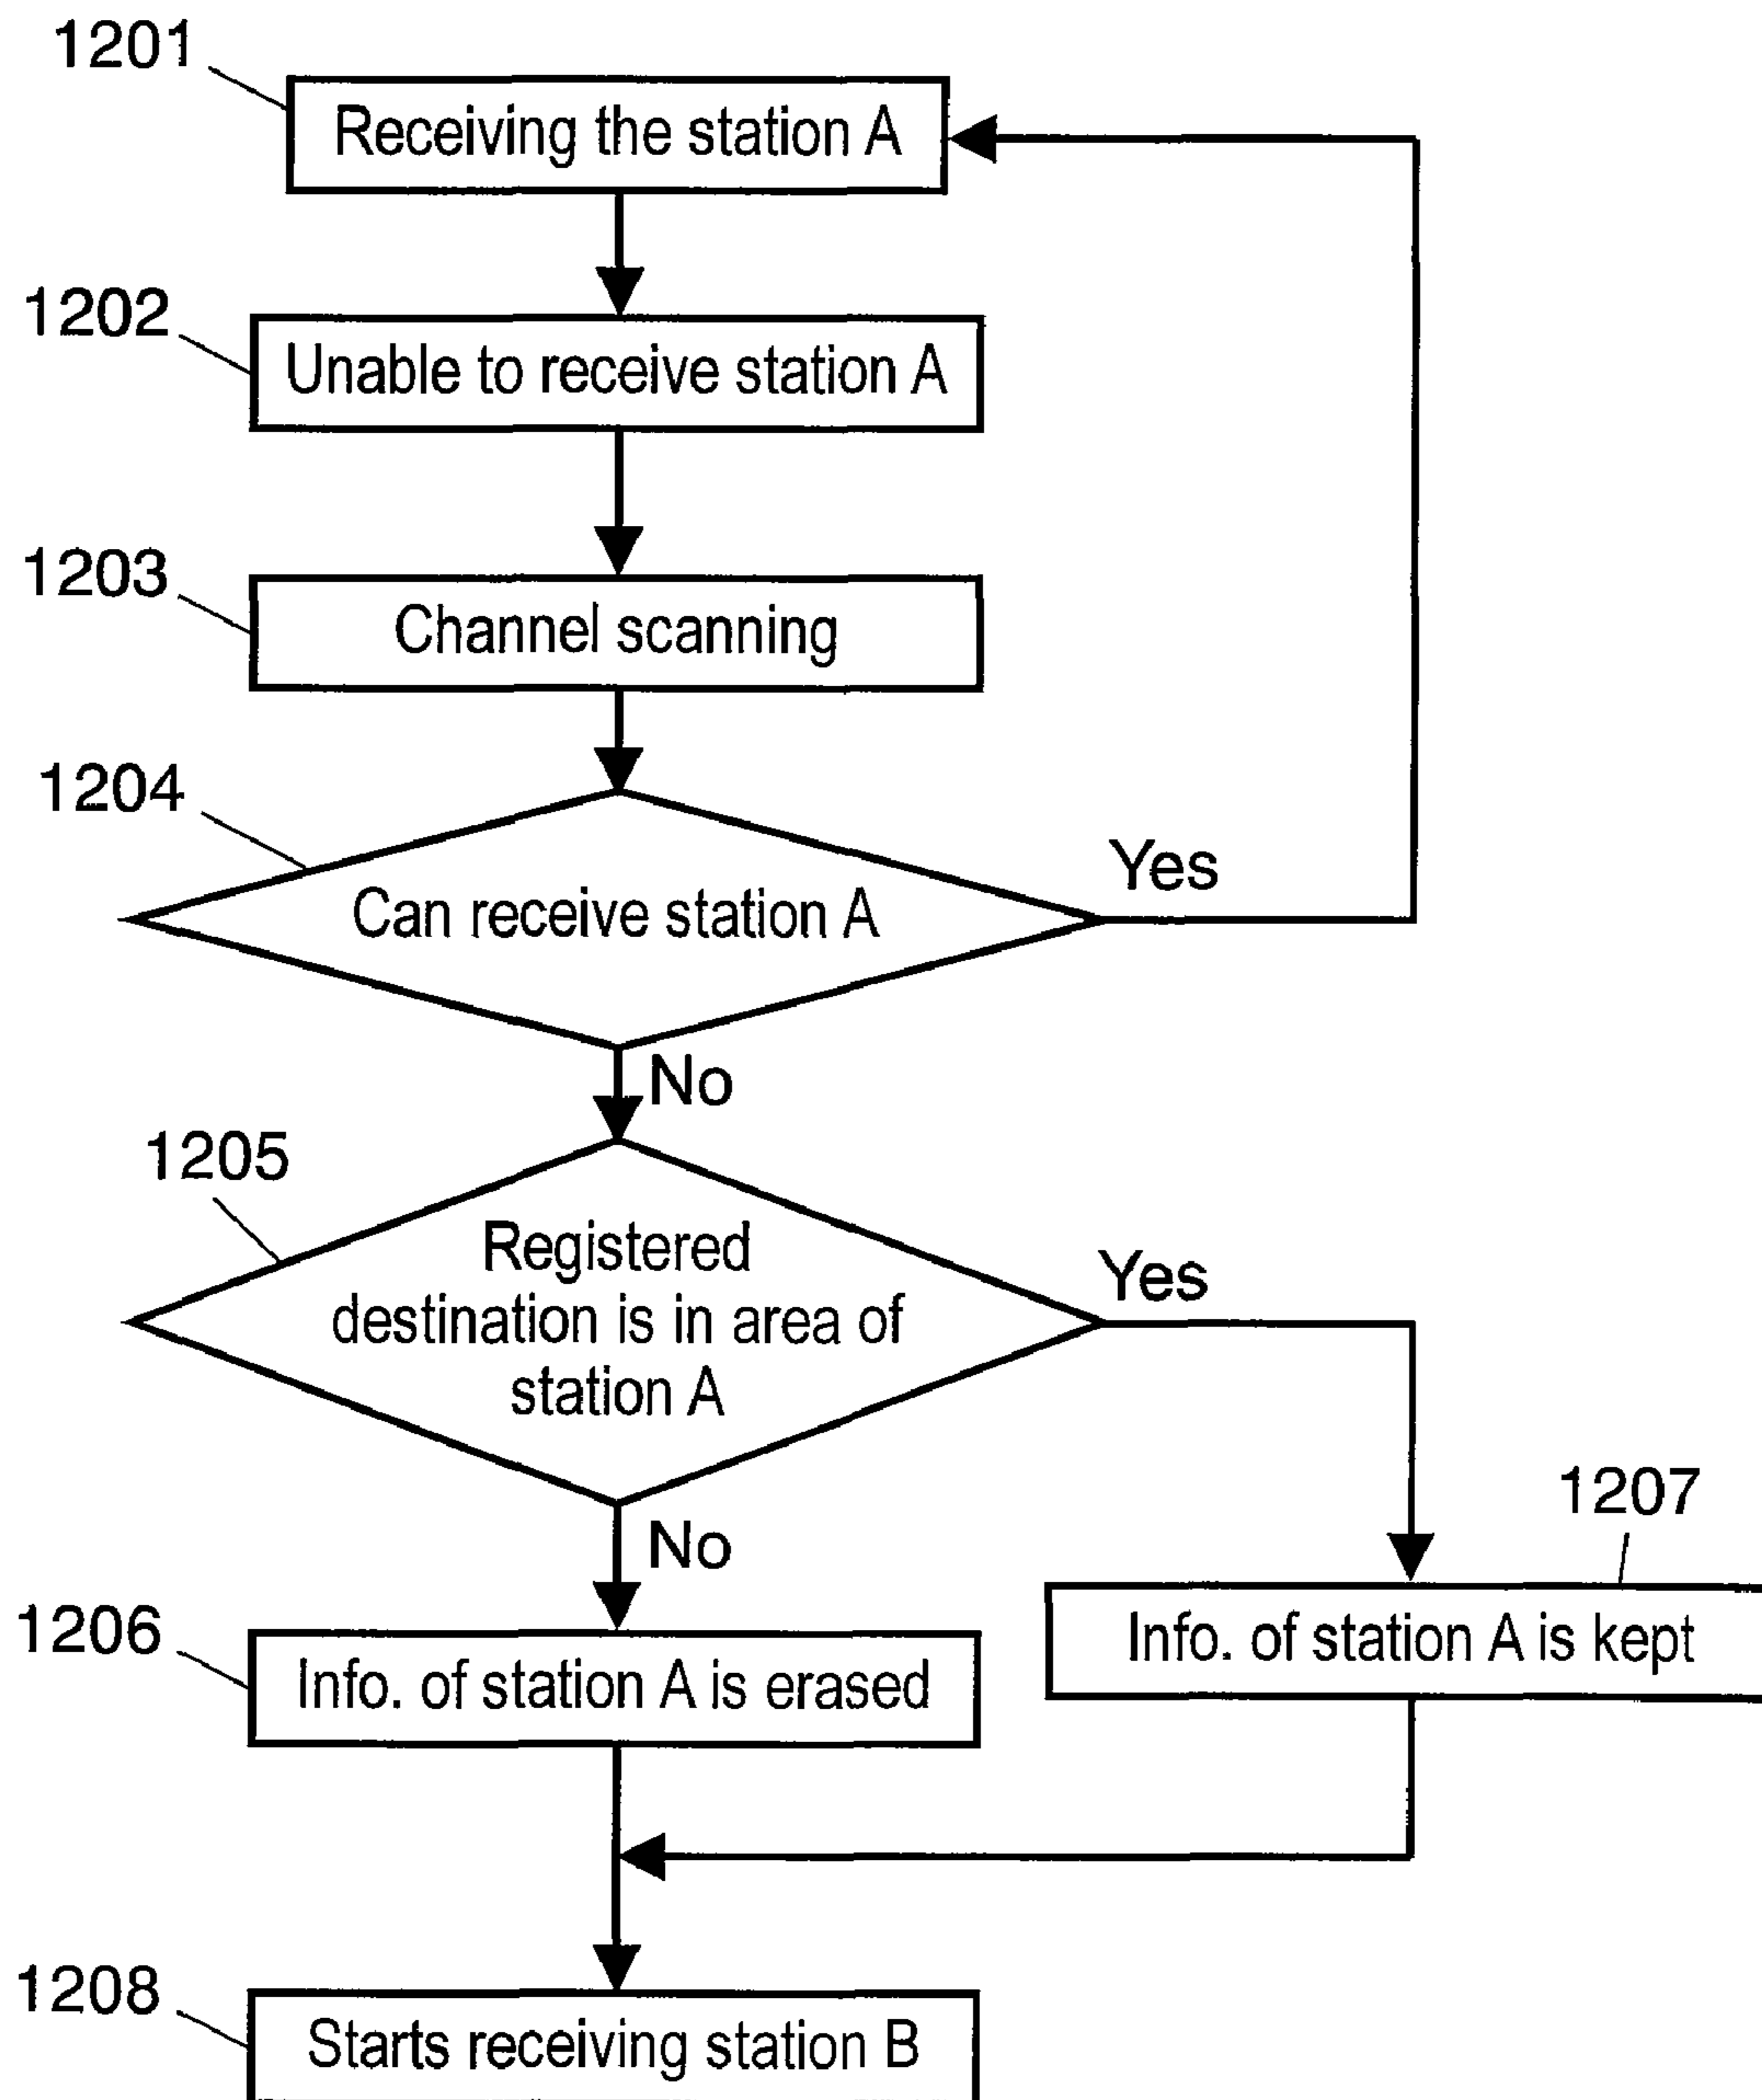 1201
Receiving the station A
1202
Unable to receive station A
1203
Channel scanning
1204
Can receive station A
Yes
No
1205
Registered
destination is in area of
station A
Yes
No
1207
Info. of station A is kept
1206
Info. of station A is erased
1208
Starts receiving station B